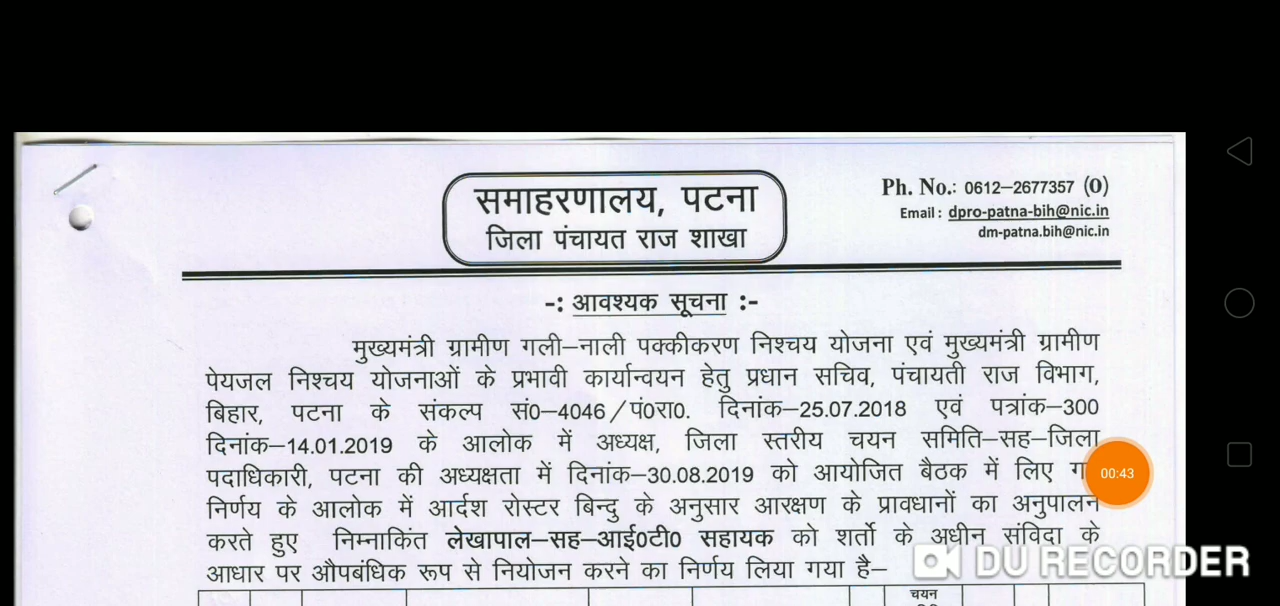 समाहरणालय, पटना
जिला पंचायत राज शाखा
Ph. No.: 0612–2677357 (O)
Email : dpro-patna-bih@nic.in
dm-patna.bih@nic.in
-: आवश्यक सूचना :-
मुख्यमंत्री ग्रामीण गली–नाली पक्कीकरण निश्चय योजना एवं मुख्यमंत्री ग्रामीण
पेयजल निश्चय योजनाओं के प्रभावी कार्यान्वयन हेतु प्रधान सचिव, पंचायती राज विभाग,
बिहार, पटना के संकल्प सं0–4046/पं0रा0. दिनांक–25.07.2018 एवं पत्रांक–300
दिनांक–14.01.2019 के आलोक में अध्यक्ष, जिला स्तरीय चयन समिति–सह–जिला
पदाधिकारी, पटना की अध्यक्षता में दिनांक–30.08.2019 को आयोजित बैठक में लिए
निर्णय के आलोक में आर्दश रोस्टर बिन्दु के अनुसार आरक्षण के प्रावधानों का अनुपालन
करते हुए निम्नाकिंत लेखापाल–सह–आई0टी0 सहायक को शर्तो के अधीन संविदा के
आधार पर औपबंधिक रूप से नियोजन करने का निर्णय लिया गया है–
चयन
00:43
DU RECORDER